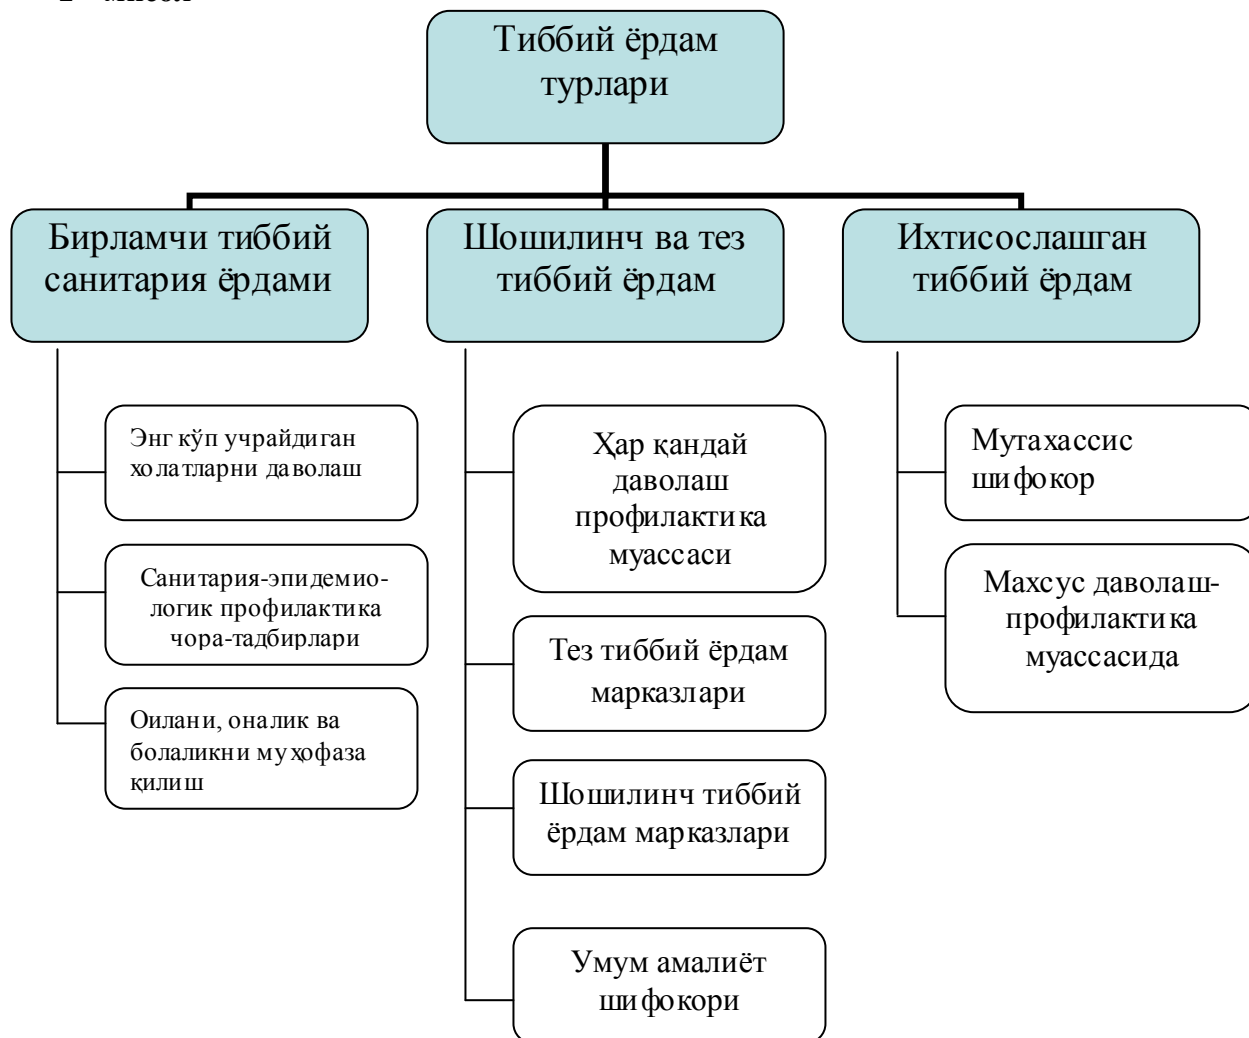 Тиббий ёрдам
турлари
Бирламчи тиббий
санитария ёрдами
Шошилинч ва тез
тиббий ёрдам
Ихтисослашган
тиббий ёрдам
Энг кўп учрайдиган
холатларни даволаш
Санитария-эпидемио-
логик профилактика
чора-тадбирлари
Оилани, оналик ва
болаликни муҳофаза
қилиш
Ҳар қандай
даволаш
профилактика
муассаси
Тез тиббий ёрдам
марказлари
Шошилинч тиббий
ёрдам марказлари
Умум амалиёт
шифокори
Мутахассис
шифокор
Махсус даволаш-
профилактика
муассасида